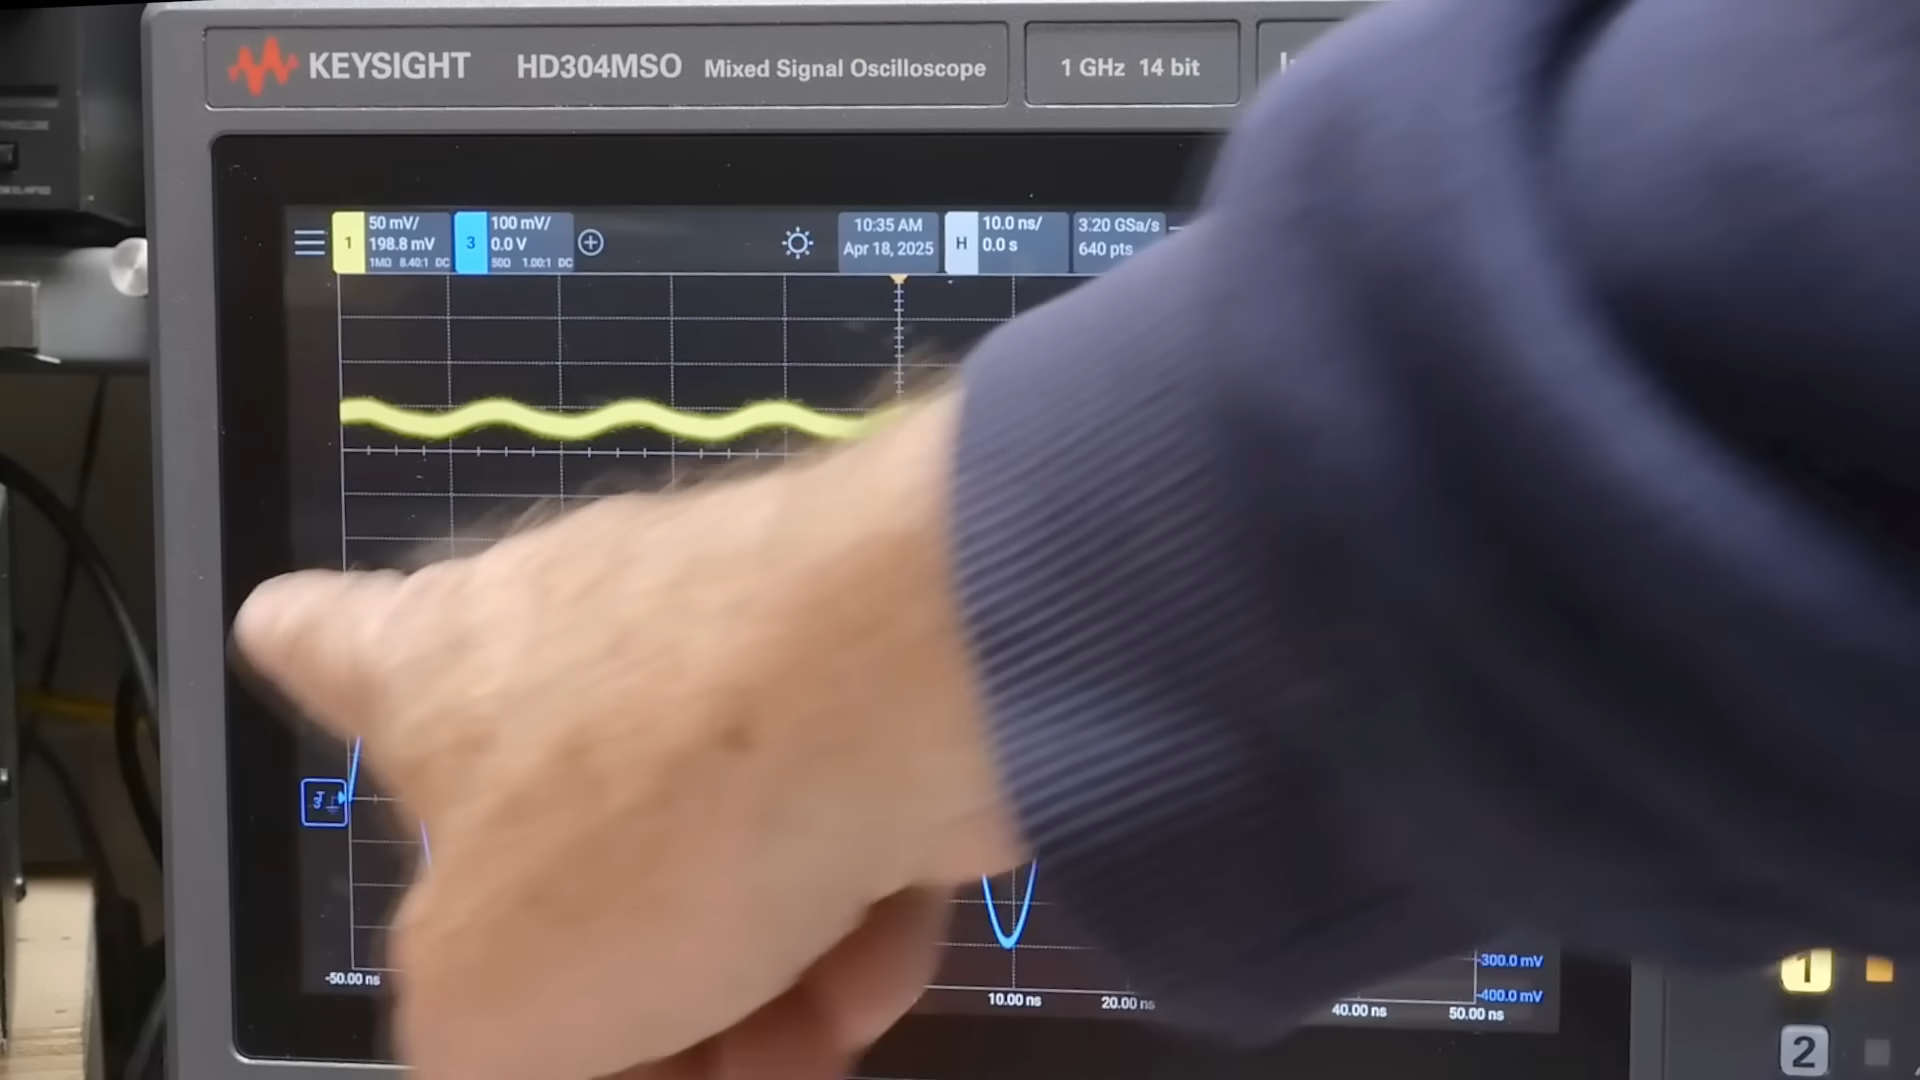 KEYSIGHT HD304MSO Mixed Signal Oscilloscope 1 GHz 14 bit
1 50 mV/ 198.8 mV 1MΩ 8.40:1 DC
3 100 mV/ 0.0 V 50Ω 1.00:1 DC
10:35 AM
Apr 18, 2025
H 10.0 ns/ 0.0 s
3.20 GSa/s
640 pts
-300.0 mV
-400.0 mV
-50.00 ns 10.00 ns 20.00 ns 40.00 ns 50.00 ns
1
2